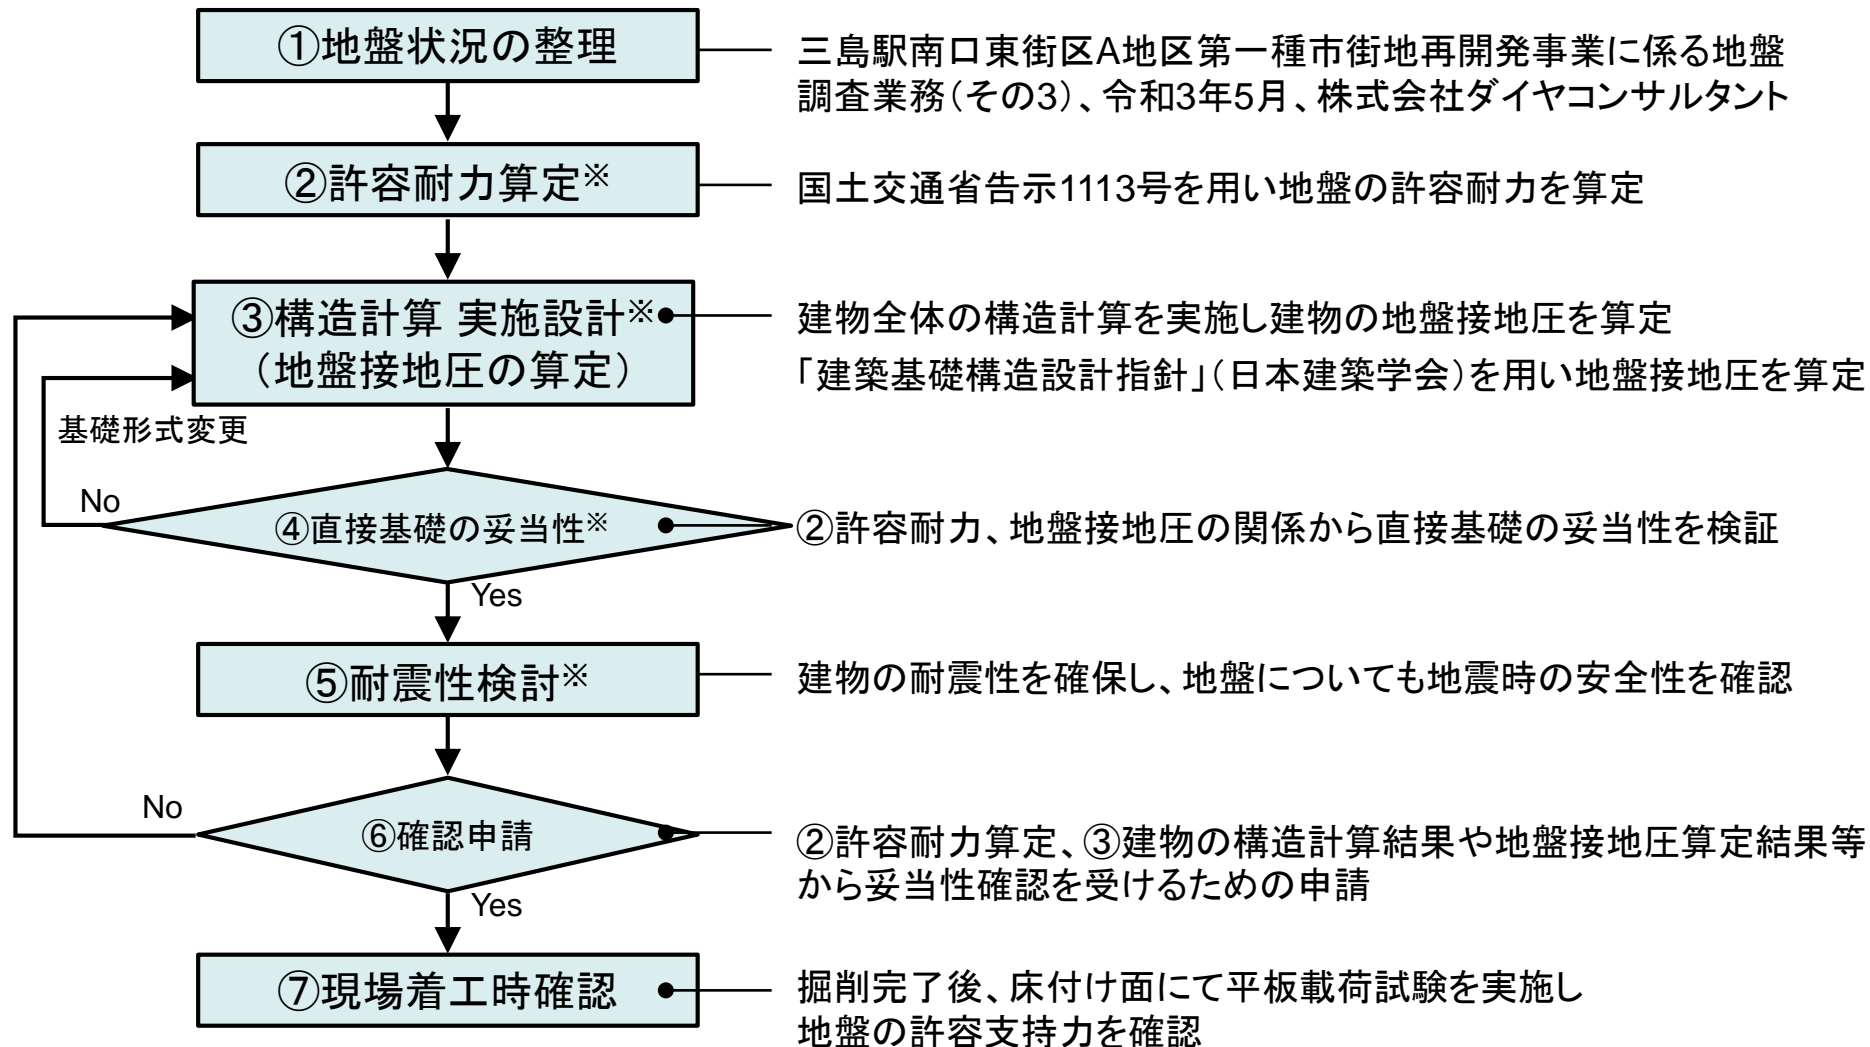 ①地盤状況の整理
三島駅南口東街区A地区第一種市街地再開発事業に係る地盤
調査業務（その3）、令和3年5月、株式会社ダイヤコンサルタント
②許容耐力算定※
国土交通省告示1113号を用い地盤の許容耐力を算定
③構造計算 実施設計※
（地盤接地圧の算定）
建物全体の構造計算を実施し建物の地盤接地圧を算定
「建築基礎構造設計指針」（日本建築学会）を用い地盤接地圧を算定
基礎形式変更
No
④直接基礎の妥当性※
②許容耐力、地盤接地圧の関係から直接基礎の妥当性を検証
Yes
⑤耐震性検討※
建物の耐震性を確保し、地盤についても地震時の安全性を確認
No
⑥確認申請
②許容耐力算定、③建物の構造計算結果や地盤接地圧算定結果等
から妥当性確認を受けるための申請
Yes
⑦現場着工時確認
掘削完了後、床付け面にて平板載荷試験を実施し
地盤の許容支持力を確認